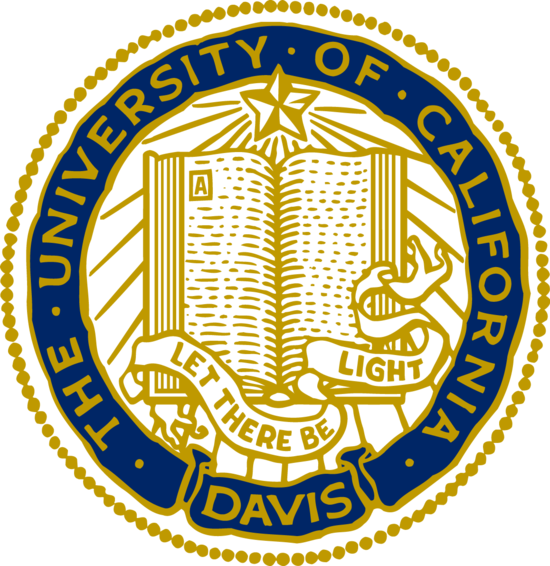 THE · UNIVERSITY · OF · CALIFORNIA
A
LET THERE BE
LIGHT
DAVIS